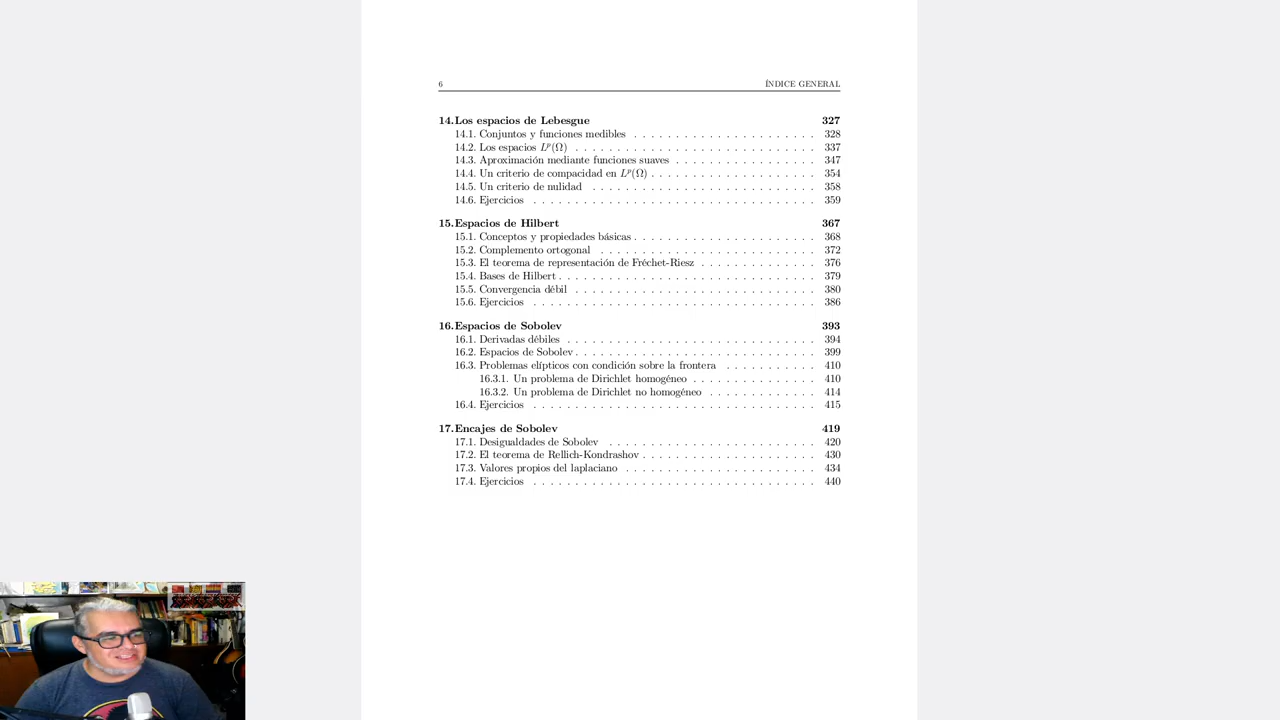 6 ÍNDICE GENERAL
14.Los espacios de Lebesgue 327
14.1. Conjuntos y funciones medibles . . . . . . . . . . . . . . . . . . . . . . 328
14.2. Los espacios Lᵖ(Ω) . . . . . . . . . . . . . . . . . . . . . . . . . . . . . 337
14.3. Aproximación mediante funciones suaves . . . . . . . . . . . . . . . . . 347
14.4. Un criterio de compacidad en Lᵖ(Ω) . . . . . . . . . . . . . . . . . . . . 354
14.5. Un criterio de nulidad . . . . . . . . . . . . . . . . . . . . . . . . . . . 358
14.6. Ejercicios . . . . . . . . . . . . . . . . . . . . . . . . . . . . . . . . . . 359
15.Espacios de Hilbert 367
15.1. Conceptos y propiedades básicas . . . . . . . . . . . . . . . . . . . . . . 368
15.2. Complemento ortogonal . . . . . . . . . . . . . . . . . . . . . . . . . . 372
15.3. El teorema de representación de Fréchet-Riesz . . . . . . . . . . . . . . 376
15.4. Bases de Hilbert . . . . . . . . . . . . . . . . . . . . . . . . . . . . . . . 379
15.5. Convergencia débil . . . . . . . . . . . . . . . . . . . . . . . . . . . . . 380
15.6. Ejercicios . . . . . . . . . . . . . . . . . . . . . . . . . . . . . . . . . . 386
16.Espacios de Sobolev 393
16.1. Derivadas débiles . . . . . . . . . . . . . . . . . . . . . . . . . . . . . . 394
16.2. Espacios de Sobolev . . . . . . . . . . . . . . . . . . . . . . . . . . . . . 399
16.3. Problemas elípticos con condición sobre la frontera . . . . . . . . . . . 410
16.3.1. Un problema de Dirichlet homogéneo . . . . . . . . . . . . . . . 410
16.3.2. Un problema de Dirichlet no homogéneo . . . . . . . . . . . . . 414
16.4. Ejercicios . . . . . . . . . . . . . . . . . . . . . . . . . . . . . . . . . . 415
17.Encajes de Sobolev 419
17.1. Desigualdades de Sobolev . . . . . . . . . . . . . . . . . . . . . . . . . 420
17.2. El teorema de Rellich-Kondrashov . . . . . . . . . . . . . . . . . . . . . 430
17.3. Valores propios del laplaciano . . . . . . . . . . . . . . . . . . . . . . . 434
17.4. Ejercicios . . . . . . . . . . . . . . . . . . . . . . . . . . . . . . . . . . 440